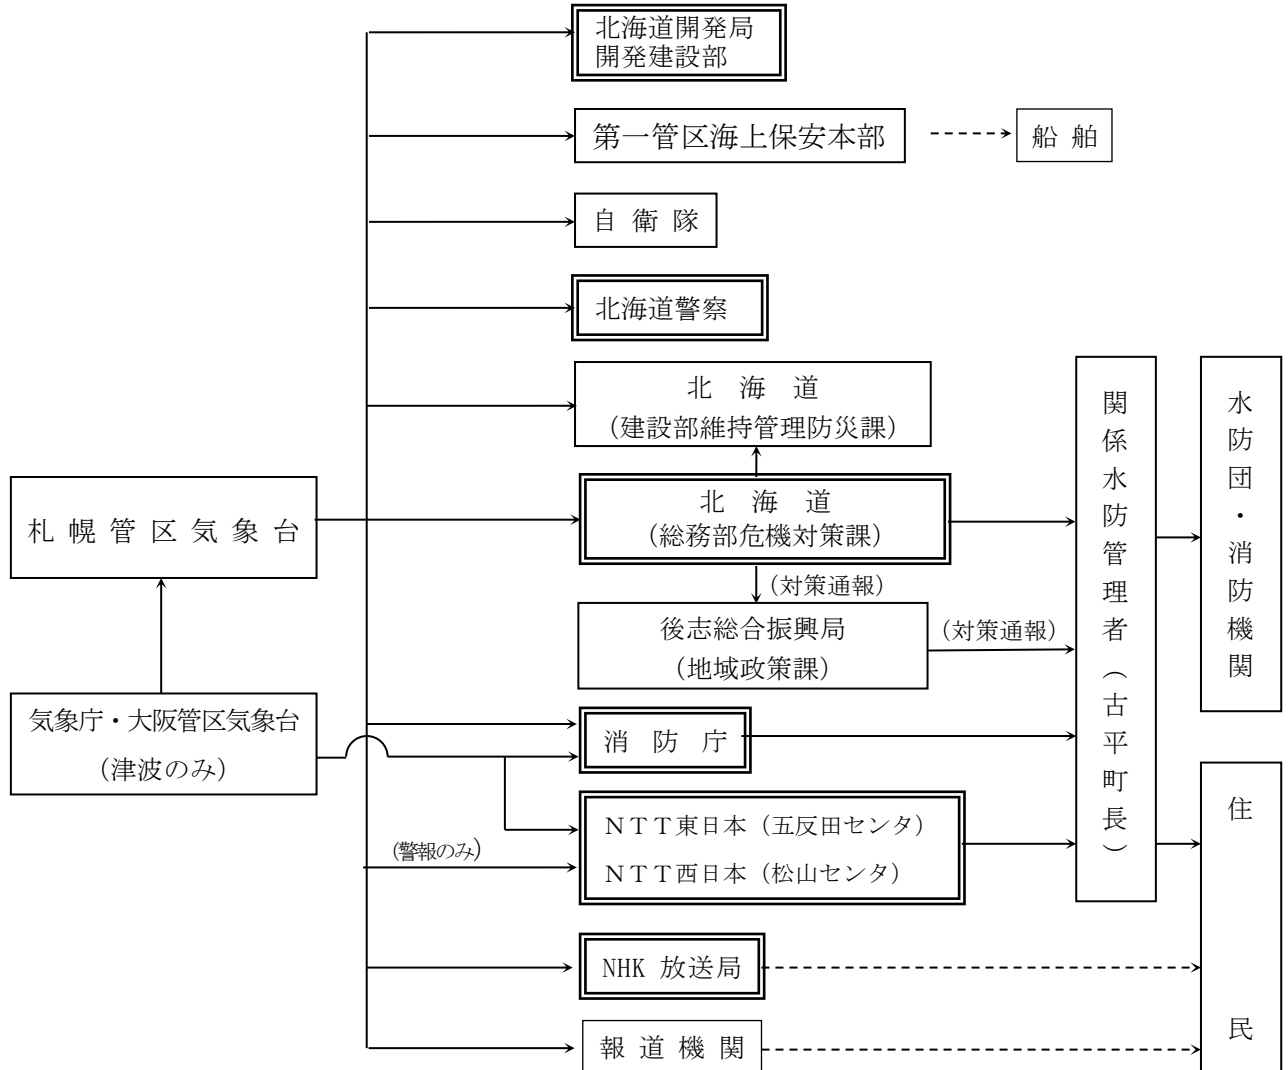 北海道開発局
開発建設部
第一管区海上保安本部
船 舶
自 衛 隊
北海道警察
北 海 道
(建設部維持管理防災課)
札 幌 管 区 気 象 台
北 海 道
(総務部危機対策課)
(対策通報)
後志総合振興局
(地域政策課)
(対策通報)
関係水防管理者(古平町長)
水防団・消防機関
気象庁・大阪管区気象台
(津波のみ)
消 防 庁
NTT東日本(五反田センタ)
(警報のみ)
NTT西日本(松山センタ)
住 民
NHK 放送局
報 道 機 関